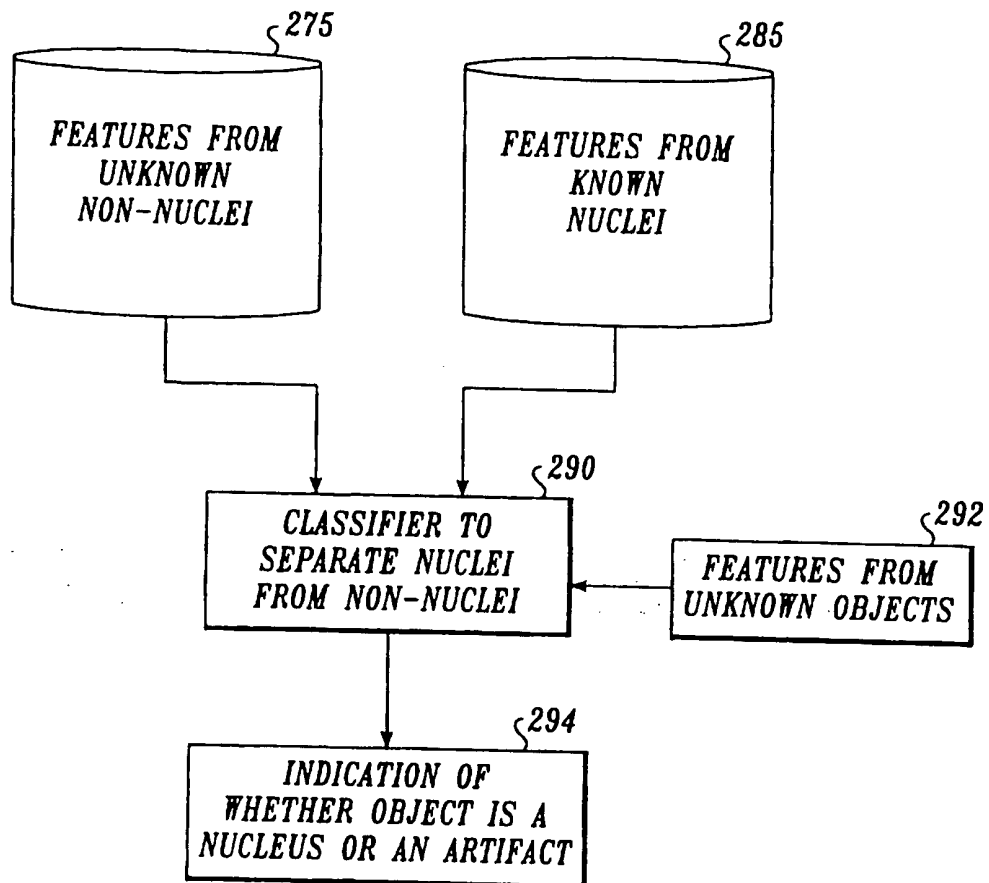 275
FEATURES FROM
UNKNOWN
NON-NUCLEI
285
FEATURES FROM
KNOWN
NUCLEI
290
CLASSIFIER TO
SEPARATE NUCLEI
FROM NON-NUCLEI
292
FEATURES FROM
UNKNOWN OBJECTS
294
INDICATION OF
WHETHER OBJECT IS A
NUCLEUS OR AN ARTIFACT